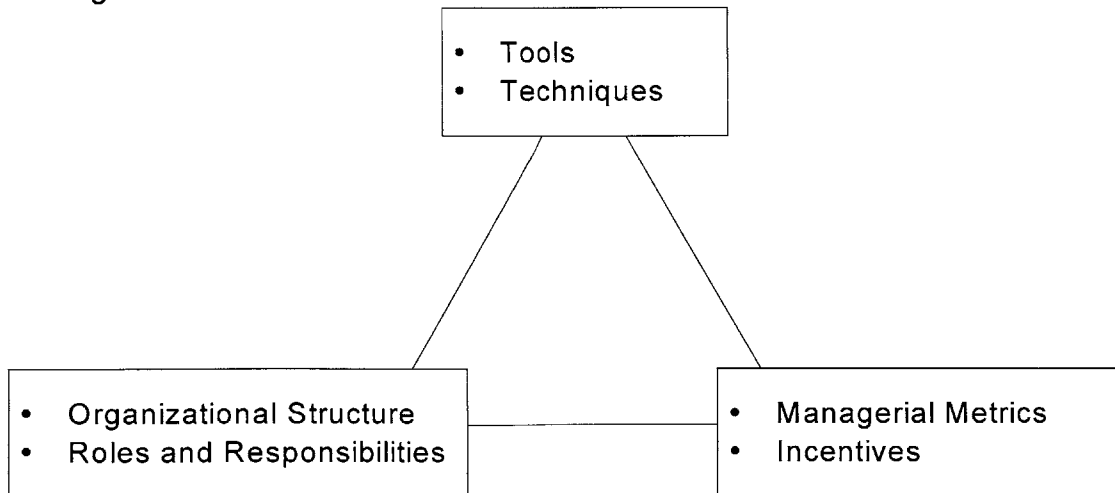 • Tools
• Techniques
• Organizational Structure
• Roles and Responsibilities
• Managerial Metrics
• Incentives